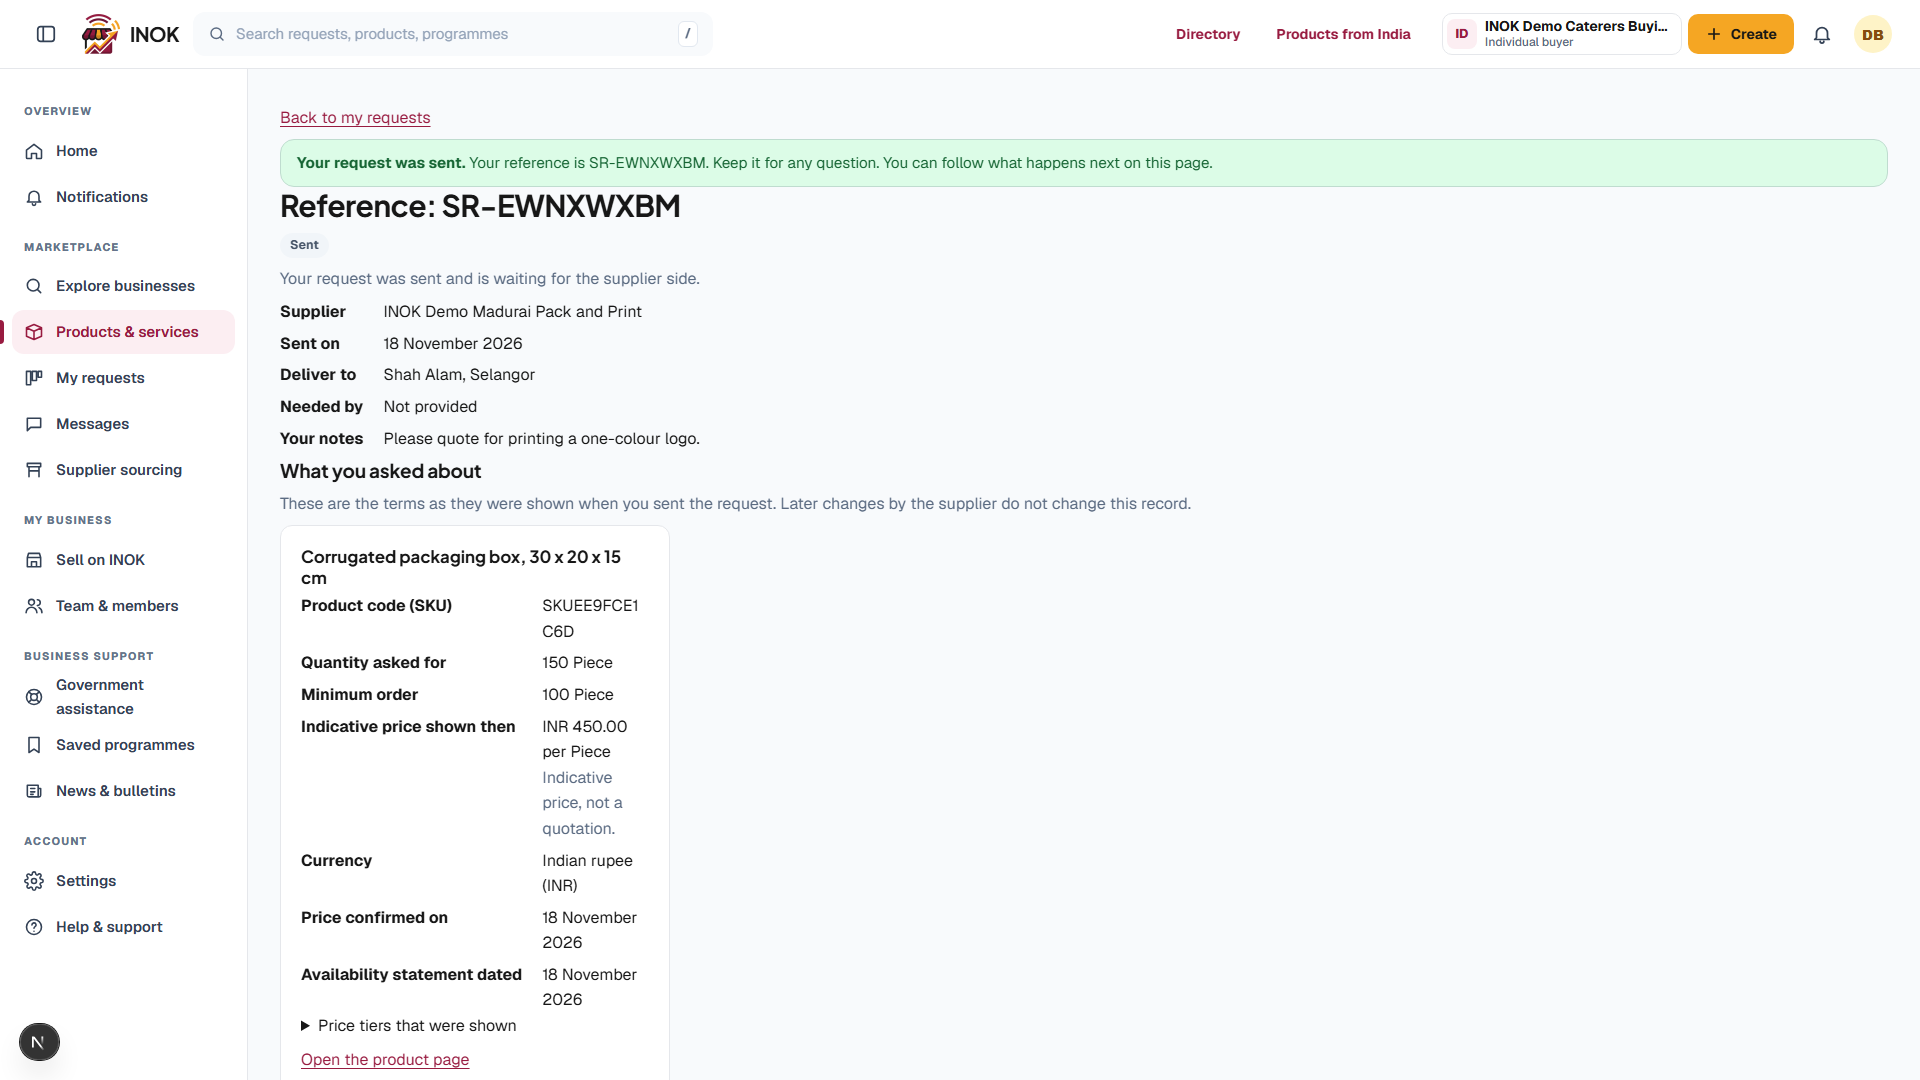 INOK
Search requests, products, programmes
/
Directory
Products from India
ID
INOK Demo Caterers Buyi...
Individual buyer
+ Create
DB
OVERVIEW
Home
Notifications
MARKETPLACE
Explore businesses
Products & services
My requests
Messages
Supplier sourcing
MY BUSINESS
Sell on INOK
Team & members
BUSINESS SUPPORT
Government
assistance
Saved programmes
News & bulletins
ACCOUNT
Settings
Help & support
N
Back to my requests
Your request was sent. Your reference is SR-EWNXWXBM. Keep it for any question. You can follow what happens next on this page.
Reference: SR-EWNXWXBM
Sent
Your request was sent and is waiting for the supplier side.
Supplier INOK Demo Madurai Pack and Print
Sent on 18 November 2026
Deliver to Shah Alam, Selangor
Needed by Not provided
Your notes Please quote for printing a one-colour logo.
What you asked about
These are the terms as they were shown when you sent the request. Later changes by the supplier do not change this record.
Corrugated packaging box, 30 x 20 x 15
cm
Product code (SKU) SKUEE9FCE1
C6D
Quantity asked for 150 Piece
Minimum order 100 Piece
Indicative price shown then INR 450.00
per Piece
Indicative
price, not a
quotation.
Currency Indian rupee
(INR)
Price confirmed on 18 November
2026
Availability statement dated 18 November
2026
Price tiers that were shown
Open the product page